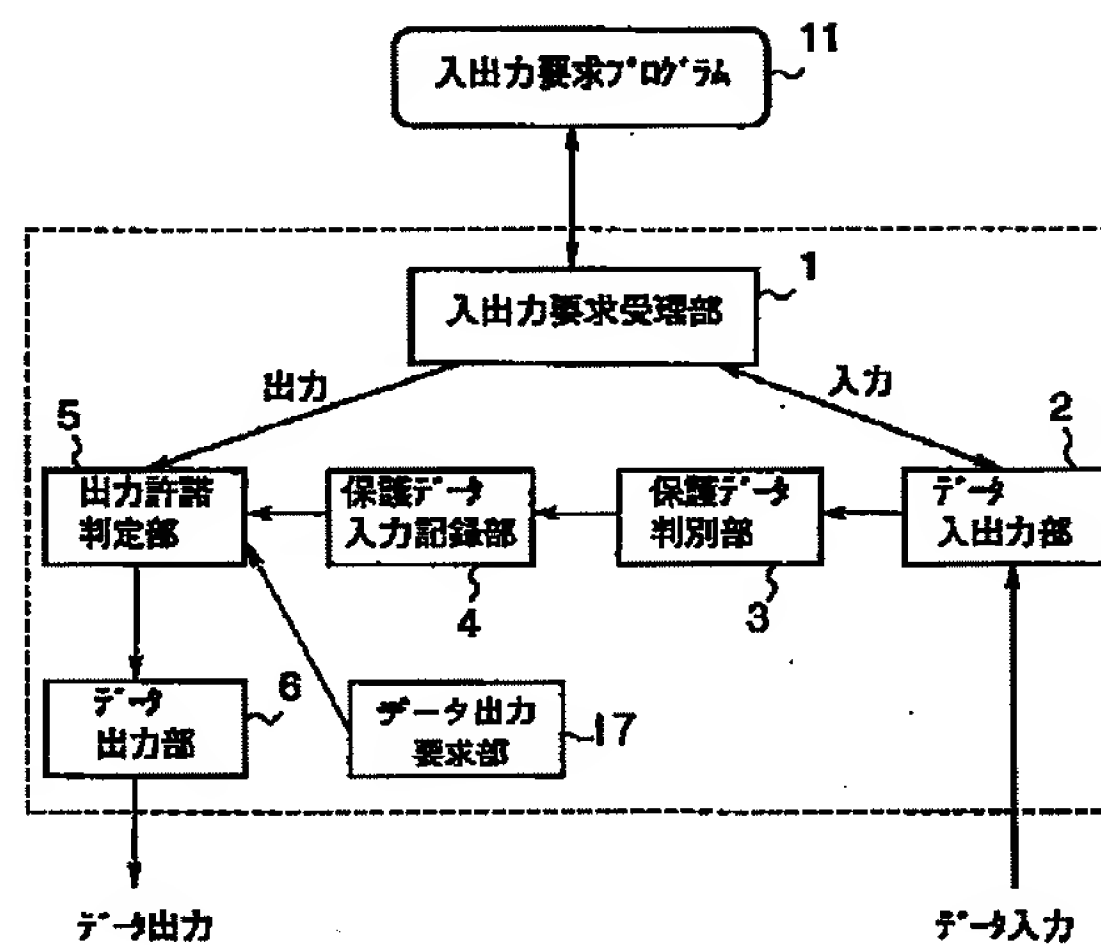 11
入出力要求プログラム
1
入出力要求受理部
出力
入力
5
2
出力許諾
判定部
保護データ
入力記録部
保護データ
判別部
データ
入出力部
4
3
6
データ
出力部
データ出力
要求部
17
データ出力
データ入力